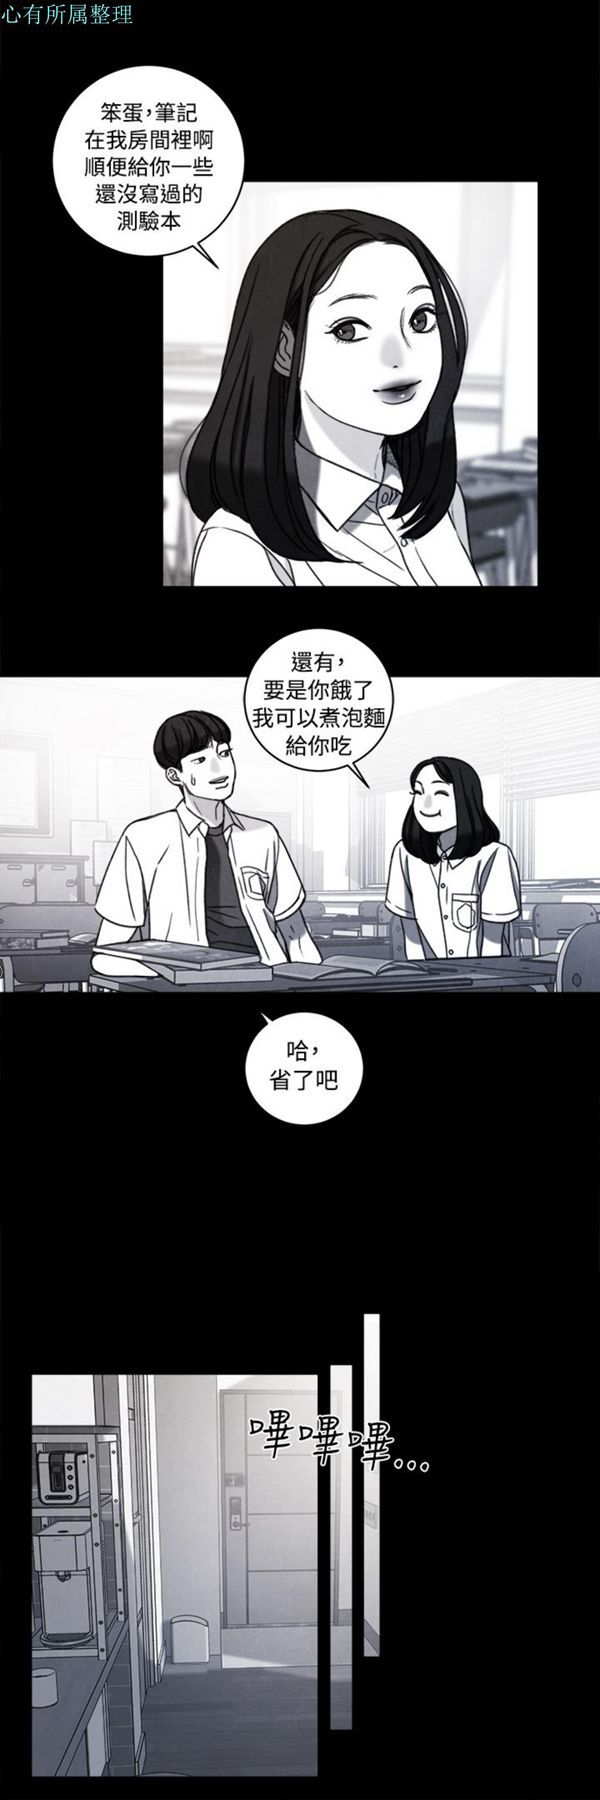 心有所属整理
笨蛋，筆記
在我房間裡啊
順便給你一些
還沒寫過的
測驗本
還有，
要是你餓了
我可以煮泡麵
給你吃
哈，
省了吧
嗶嗶嗶...